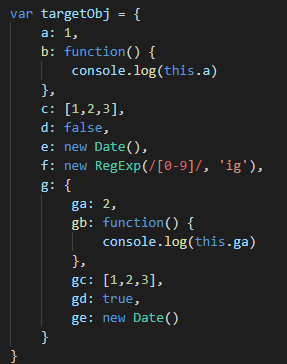 var targetObj = {
    a: 1,
    b: function() {
        console.log(this.a)
    },
    c: [1,2,3],
    d: false,
    e: new Date(),
    f: new RegExp(/[0-9]/, 'ig'),
    g: {
        ga: 2,
        gb: function() {
            console.log(this.ga)
        },
        gc: [1,2,3],
        gd: true,
        ge: new Date()
    }
}